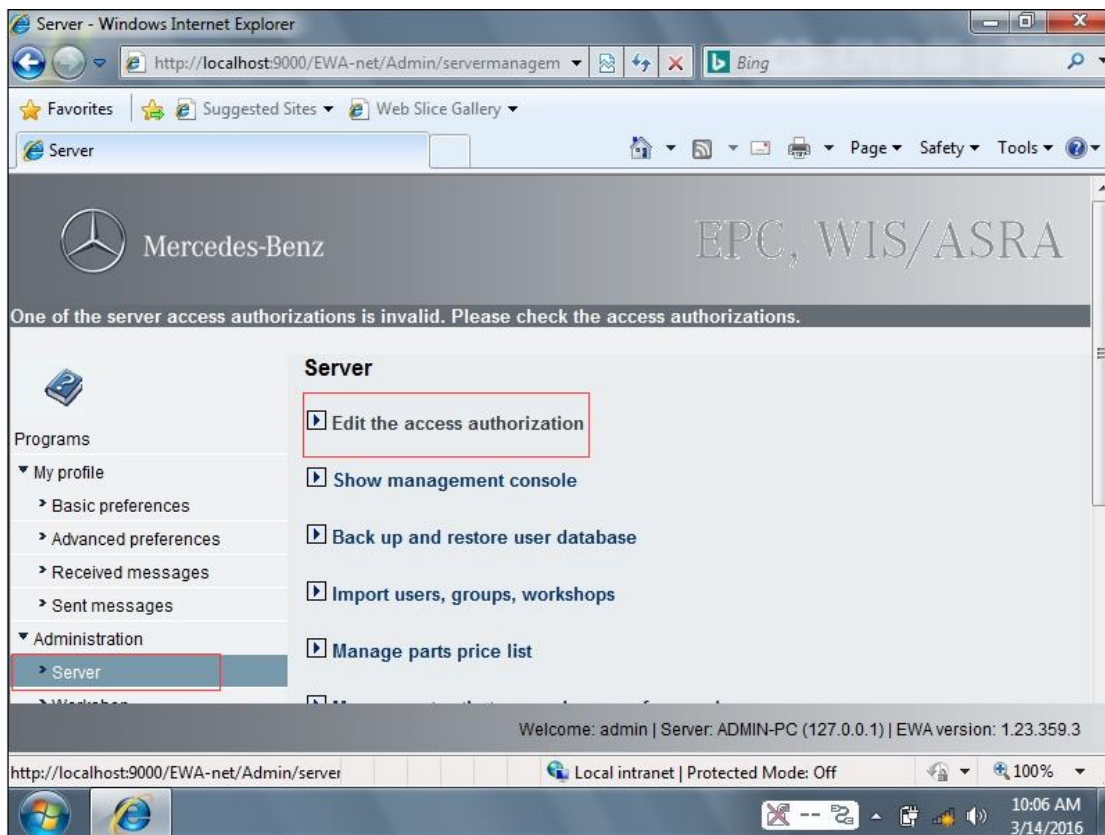 Server - Windows Internet Explorer
http://localhost:9000/EWA-net/Admin/servermanagem
Bing
Favorites
Suggested Sites
Web Slice Gallery
Server
Page
Safety
Tools
Mercedes-Benz
EPC, WIS/ASRA
One of the server access authorizations is invalid. Please check the access authorizations.
Programs
My profile
Basic preferences
Advanced preferences
Received messages
Sent messages
Administration
Server
Server
Edit the access authorization
Show management console
Back up and restore user database
Import users, groups, workshops
Manage parts price list
Welcome: admin | Server: ADMIN-PC (127.0.0.1) | EWA version: 1.23.359.3
http://localhost:9000/EWA-net/Admin/server
Local intranet | Protected Mode: Off
100%
10:06 AM
3/14/2016